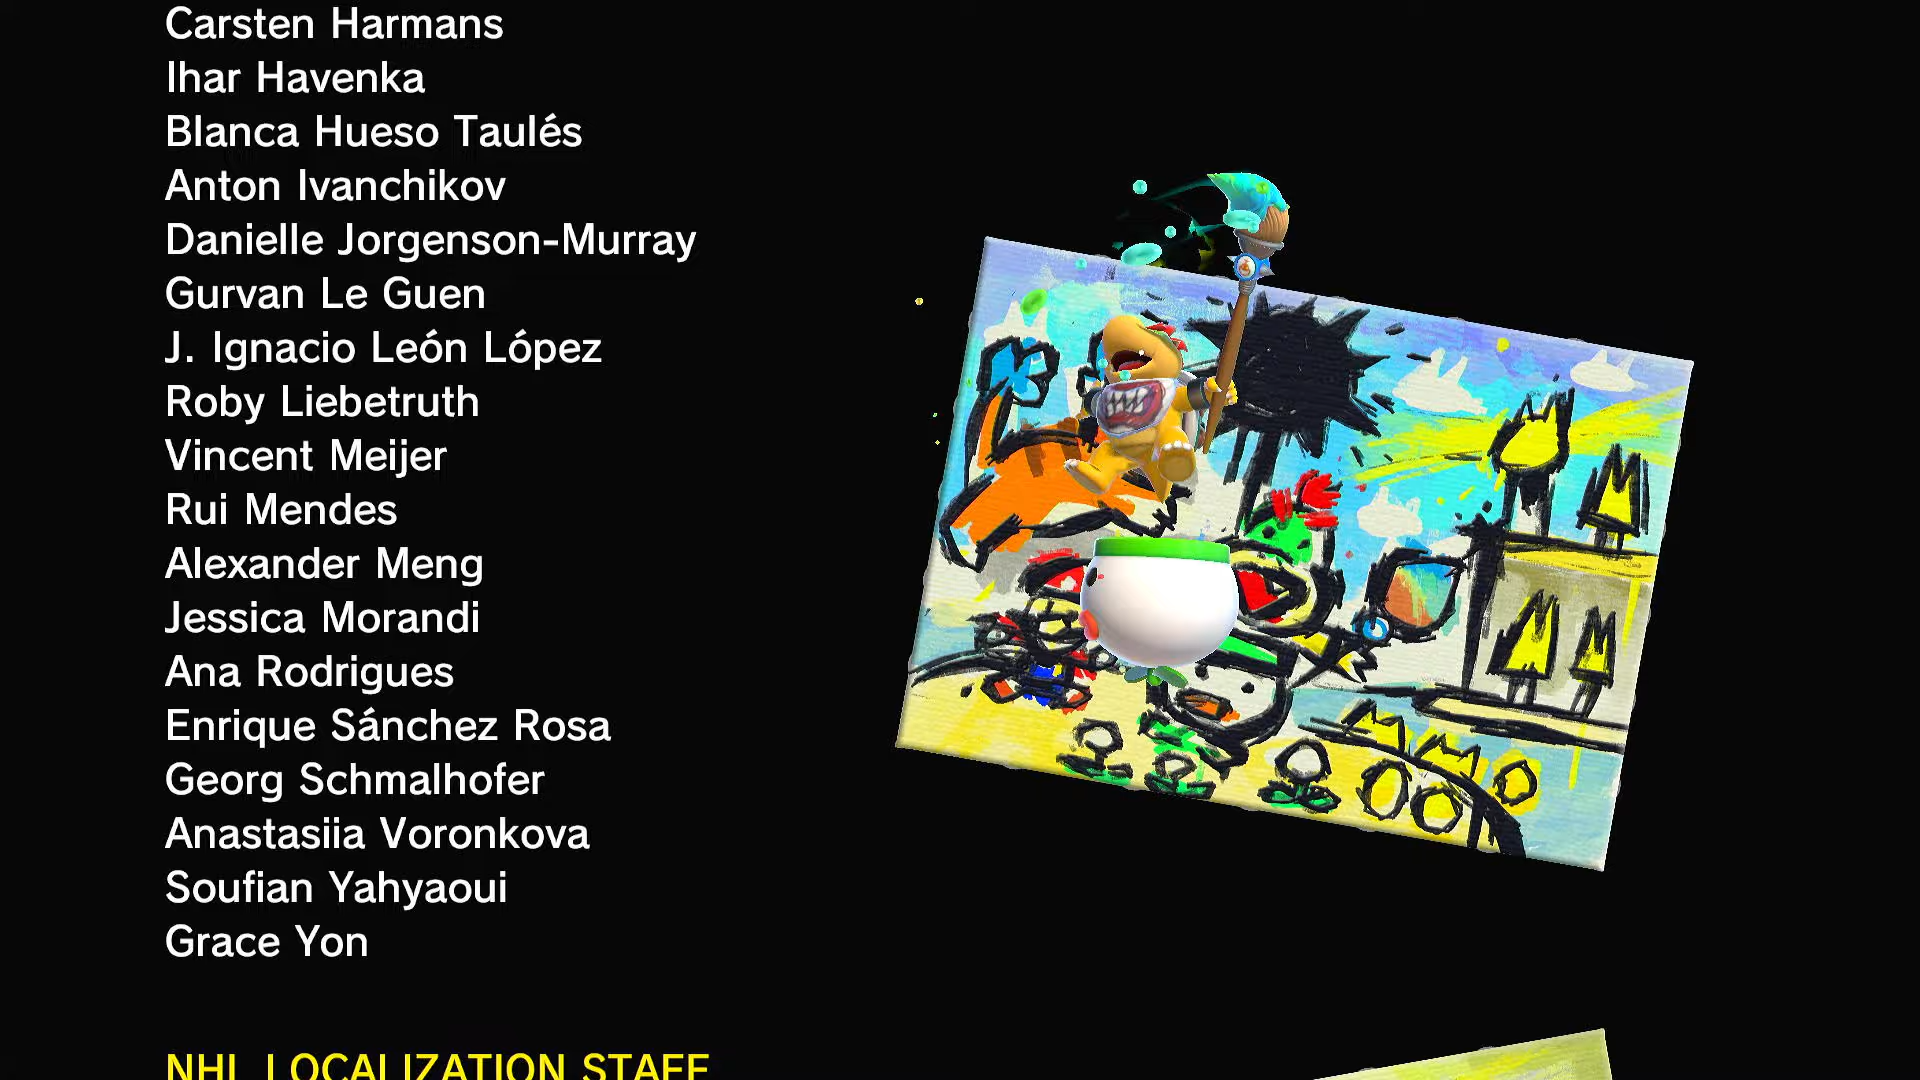 Carsten Harmans
Ihar Havenka
Blanca Hueso Taulés
Anton Ivanchikov
Danielle Jorgenson-Murray
Gurvan Le Guen
J. Ignacio León López
Roby Liebetruth
Vincent Meijer
Rui Mendes
Alexander Meng
Jessica Morandi
Ana Rodrigues
Enrique Sánchez Rosa
Georg Schmalhofer
Anastasiia Voronkova
Soufian Yahyaoui
Grace Yon
NHL LOCALIZATION STAFF